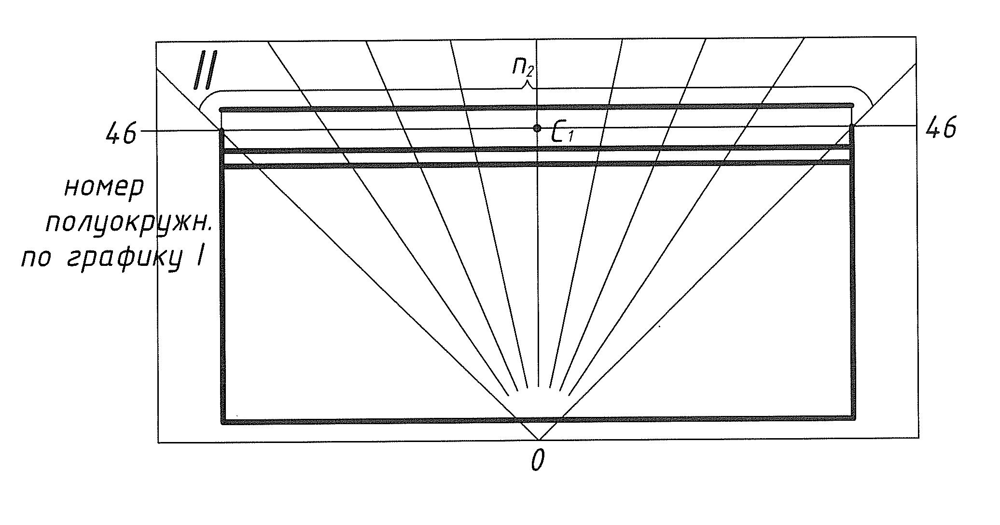 II
n2
46
C1
46
номер
полуокружн.
по графику I
0